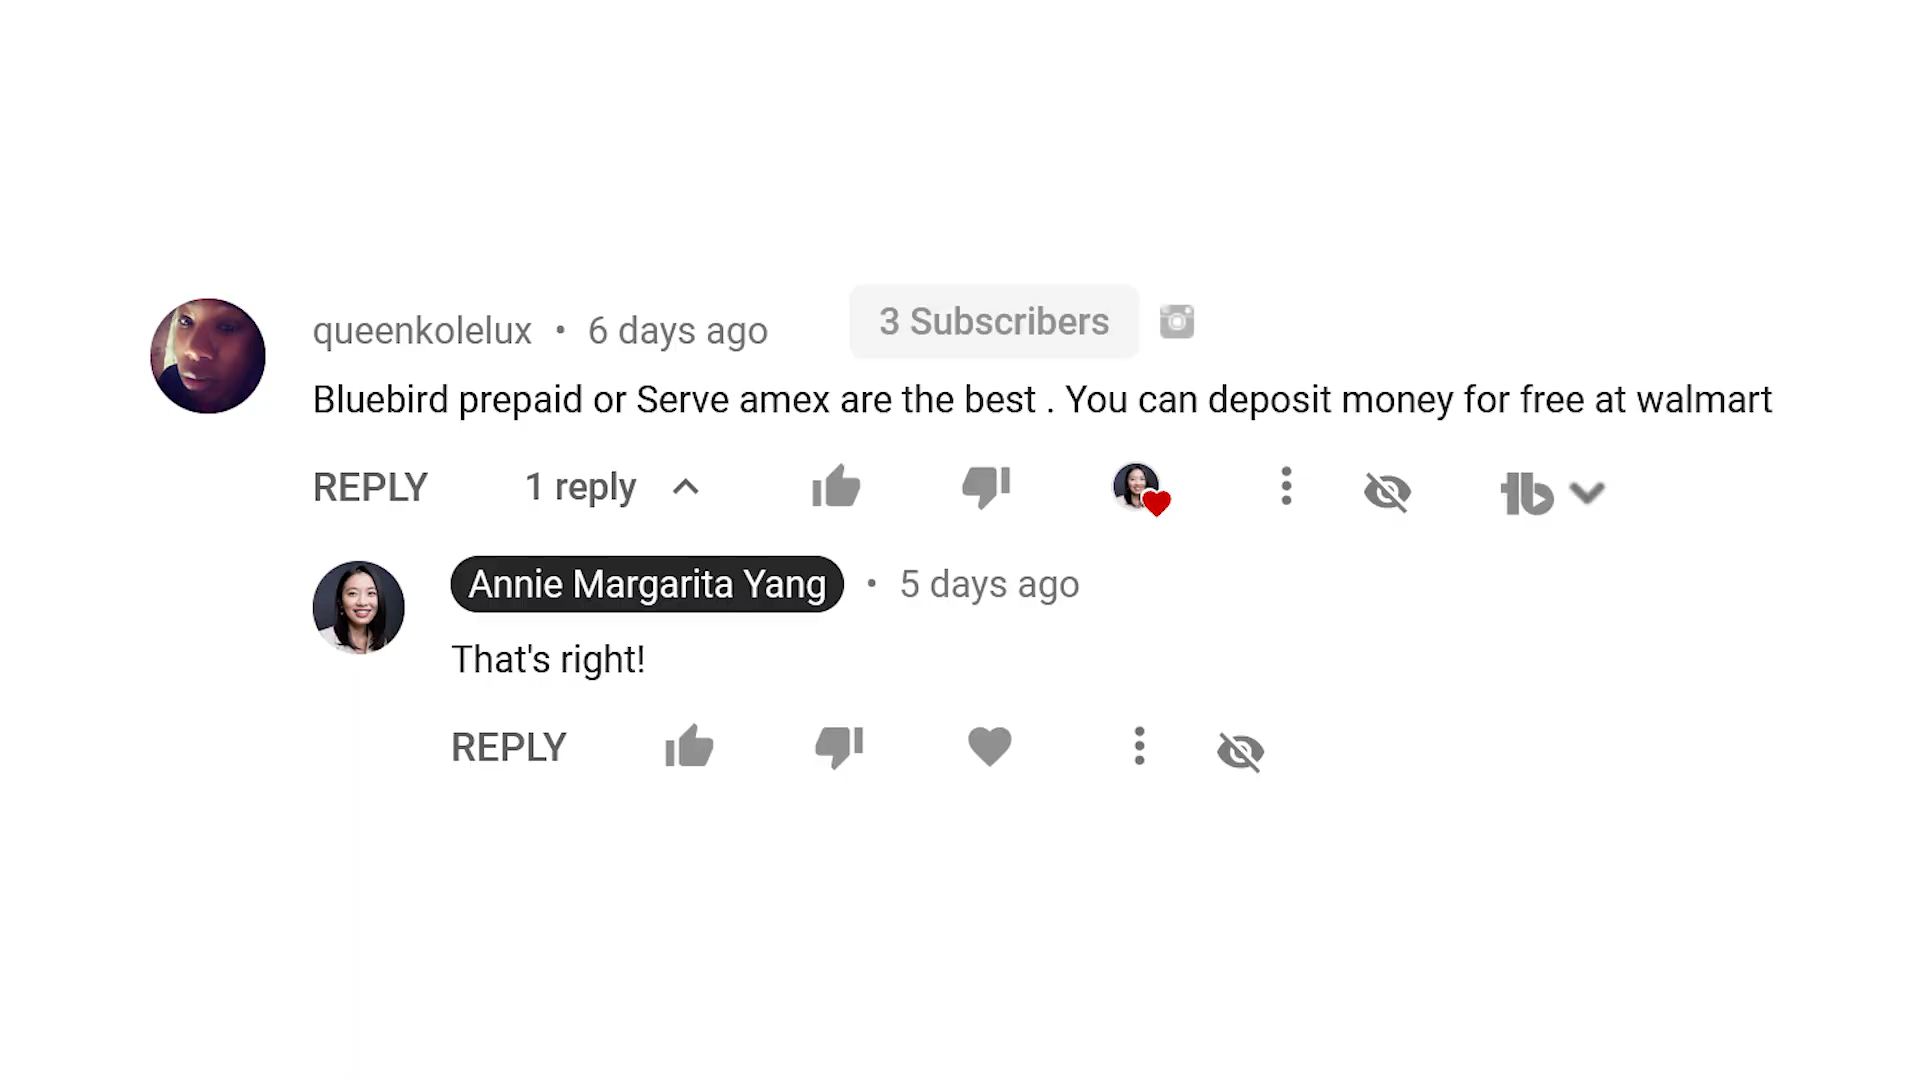 queenkolelux • 6 days ago 3 Subscribers
Bluebird prepaid or Serve amex are the best . You can deposit money for free at walmart
REPLY 1 reply
Annie Margarita Yang • 5 days ago
That's right!
REPLY